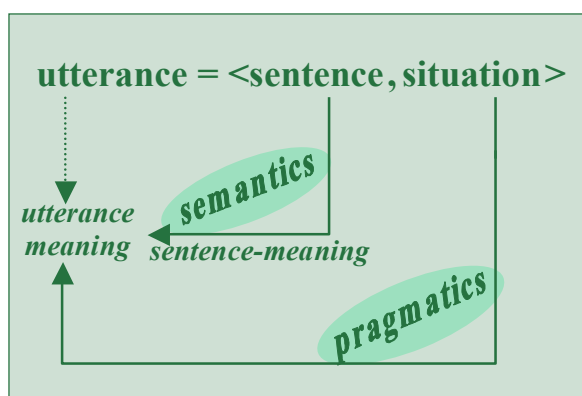 utterance = <sentence, situation>
semantics
utterance
meaning
sentence-meaning
pragmatics